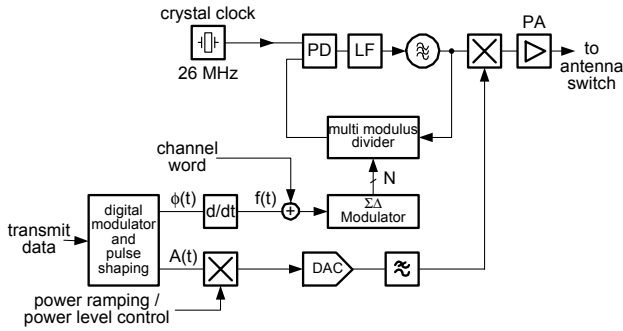 crystal clock
26 MHz
PD
LF
PA
to
antenna
switch
multi modulus
divider
channel
word
N
transmit
data
digital
modulator
and
pulse
shaping
ϕ(t)
d/dt
f(t)
+
ΣΔ
Modulator
A(t)
DAC
power ramping /
power level control